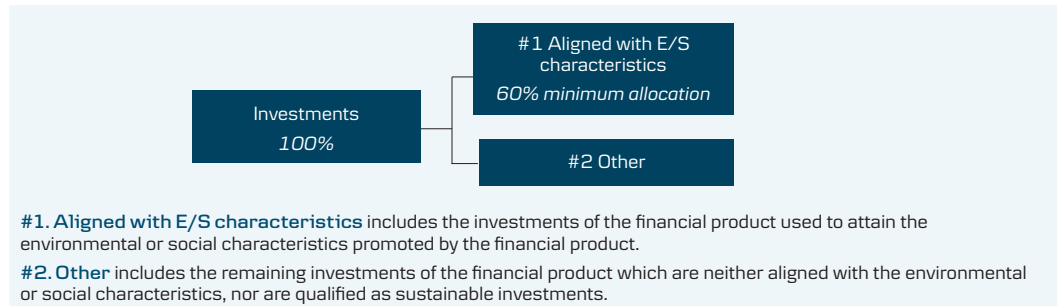 #1 Aligned with E/S
characteristics
60% minimum allocation
Investments
100%
#2 Other
#1. Aligned with E/S characteristics includes the investments of the financial product used to attain the
environmental or social characteristics promoted by the financial product.
#2. Other includes the remaining investments of the financial product which are neither aligned with the environmental
or social characteristics, nor are qualified as sustainable investments.